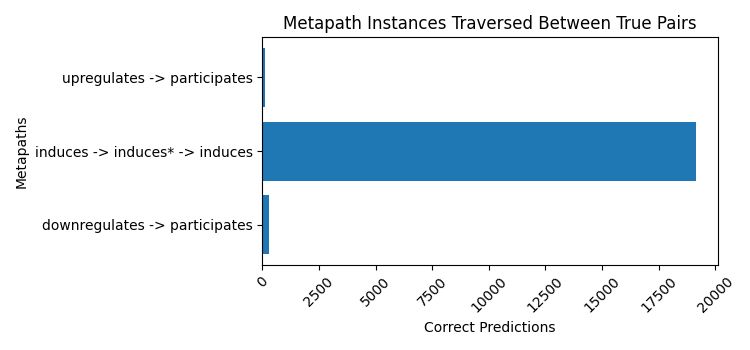 Metapath Instances Traversed Between True Pairs
Metapaths
upregulates -> participates
induces -> induces* -> induces
downregulates -> participates
0
2500
5000
7500
10000
12500
15000
17500
20000
Correct Predictions